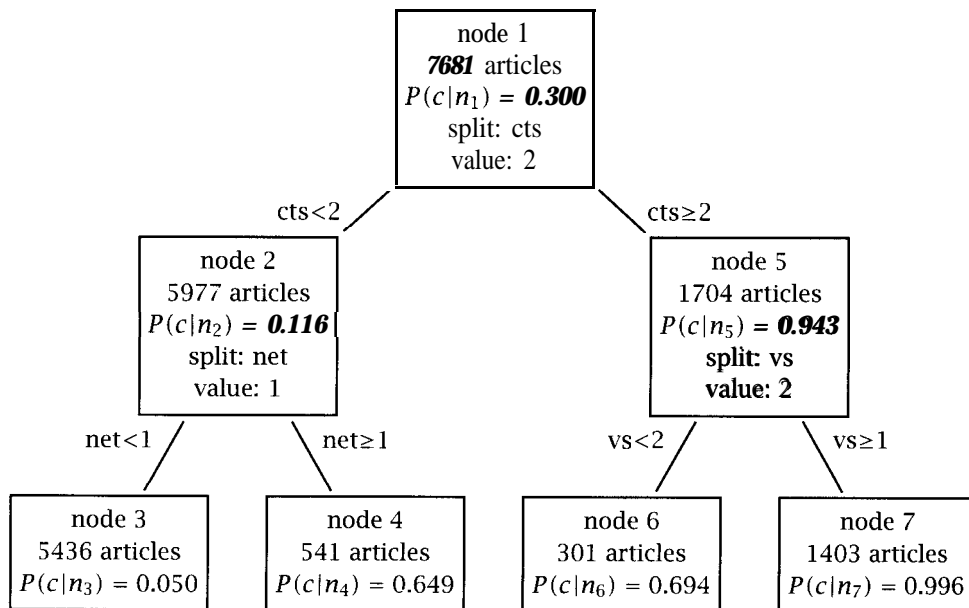 node 1
7681 articles
P(c|n₁) = 0.300
split: cts
value: 2
cts<2
cts≥2
node 2
5977 articles
P(c|n₂) = 0.116
split: net
value: 1
node 5
1704 articles
P(c|n₅) = 0.943
split: vs
value: 2
net<1
net≥1
vs<2
vs≥1
node 3
5436 articles
P(c|n₃) = 0.050
node 4
541 articles
P(c|n₄) = 0.649
node 6
301 articles
P(c|n₆) = 0.694
node 7
1403 articles
P(c|n₇) = 0.996